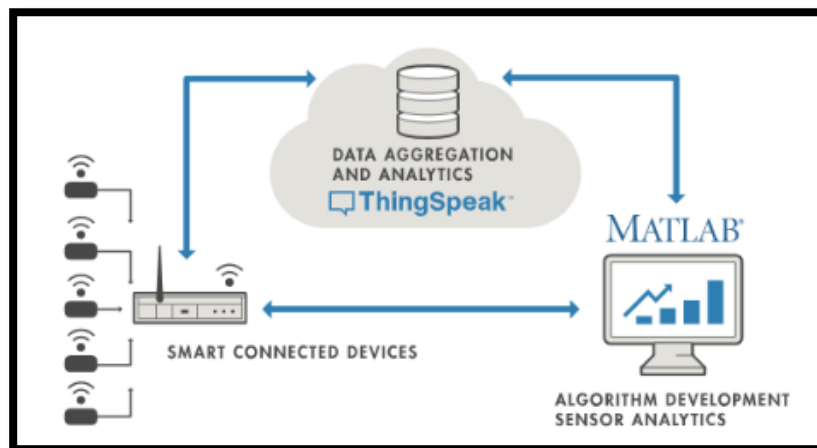 DATA AGGREGATION
AND ANALYTICS
ThingSpeak™
MATLAB®
SMART CONNECTED DEVICES
ALGORITHM DEVELOPMENT
SENSOR ANALYTICS